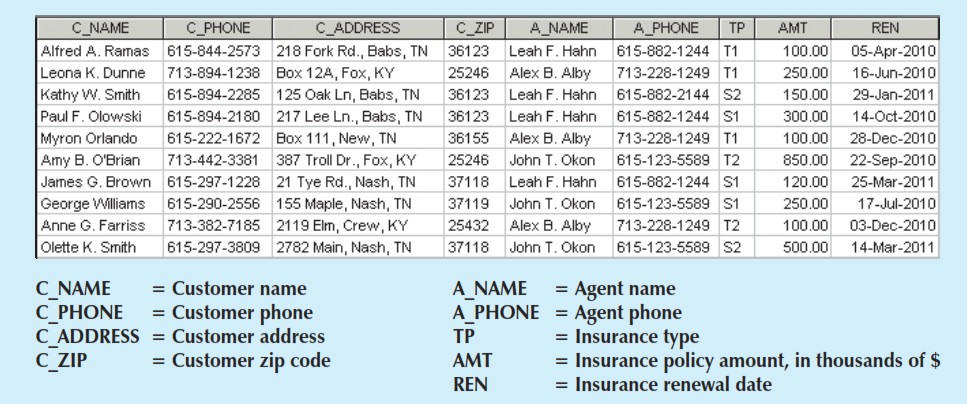 C_NAME C_PHONE C_ADDRESS C_ZIP A_NAME A_PHONE TP AMT REN
Alfred A. Ramas 615-844-2573 218 Fork Rd., Babs, TN 36123 Leah F. Hahn 615-882-1244 T1 100.00 05-Apr-2010
Leona K. Dunne 713-894-1238 Box 12A, Fox, KY 25246 Alex B. Alby 713-228-1249 T1 250.00 16-Jun-2010
Kathy W. Smith 615-894-2285 125 Oak Ln, Babs, TN 36123 Leah F. Hahn 615-882-2144 S2 150.00 29-Jan-2011
Paul F. Olowski 615-894-2180 217 Lee Ln., Babs, TN 36123 Leah F. Hahn 615-882-1244 S1 300.00 14-Oct-2010
Myron Orlando 615-222-1672 Box 111, New, TN 36155 Alex B. Alby 713-228-1249 T1 100.00 28-Dec-2010
Amy B. O'Brian 713-442-3381 387 Troll Dr., Fox, KY 25246 John T. Okon 615-123-5589 T2 850.00 22-Sep-2010
James G. Brown 615-297-1228 21 Tye Rd., Nash, TN 37118 Leah F. Hahn 615-882-1244 S1 120.00 25-Mar-2011
George Williams 615-290-2556 155 Maple, Nash, TN 37119 John T. Okon 615-123-5589 S1 250.00 17-Jul-2010
Anne G. Farriss 713-382-7185 2119 Elm, Crew, KY 25432 Alex B. Alby 713-228-1249 T2 100.00 03-Dec-2010
Olette K. Smith 615-297-3809 2782 Main, Nash, TN 37118 John T. Okon 615-123-5589 S2 500.00 14-Mar-2011
C_NAME = Customer name
C_PHONE = Customer phone
C_ADDRESS = Customer address
C_ZIP = Customer zip code
A_NAME = Agent name
A_PHONE = Agent phone
TP = Insurance type
AMT = Insurance policy amount, in thousands of $
REN = Insurance renewal date